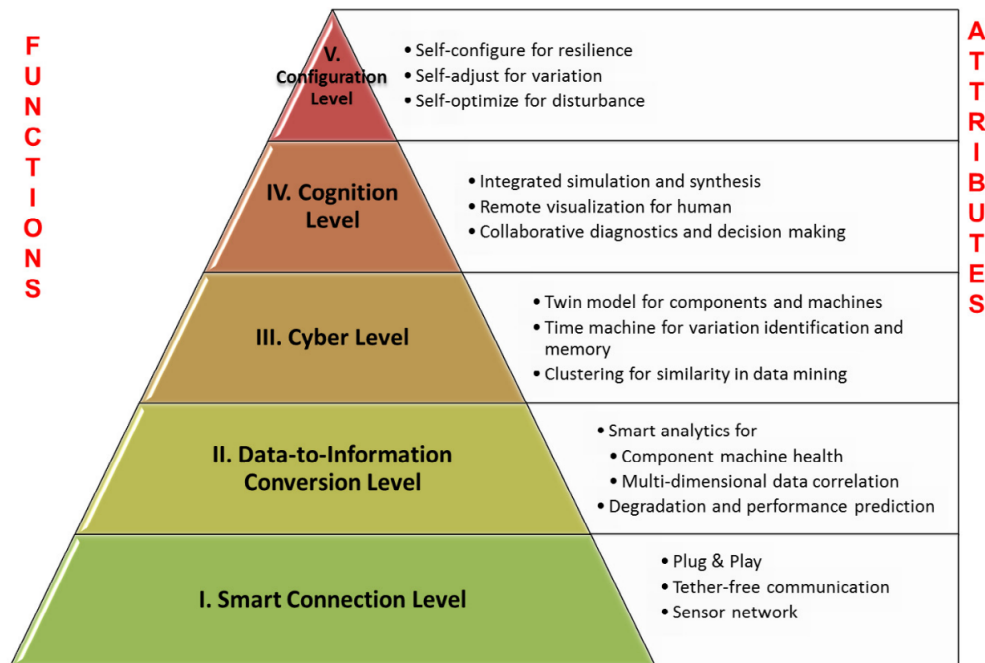 FUNCTIONS
ATTRIBUTES
V.
Configuration
Level
• Self-configure for resilience
• Self-adjust for variation
• Self-optimize for disturbance
IV. Cognition
Level
• Integrated simulation and synthesis
• Remote visualization for human
• Collaborative diagnostics and decision making
III. Cyber Level
• Twin model for components and machines
• Time machine for variation identification and
memory
• Clustering for similarity in data mining
II. Data-to-Information
Conversion Level
• Smart analytics for
• Component machine health
• Multi-dimensional data correlation
• Degradation and performance prediction
I. Smart Connection Level
• Plug & Play
• Tether-free communication
• Sensor network